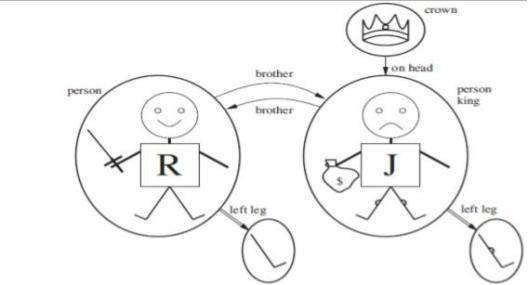 crown
on head
brother
person
person
king
brother
R
J
$
left leg
left leg